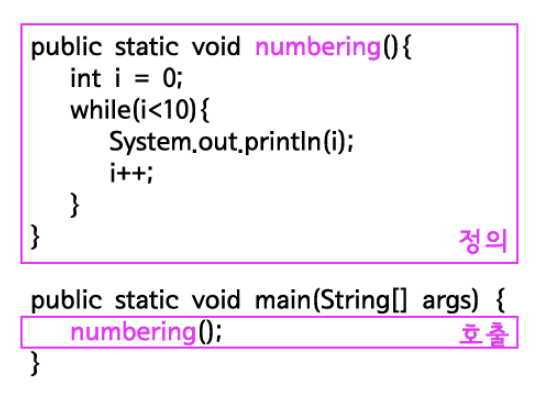 public static void numbering(){
int i = 0;
while(i<10){
System.out.println(i);
i++;
}
}
정의
public static void main(String[] args) {
numbering(); 호출
}